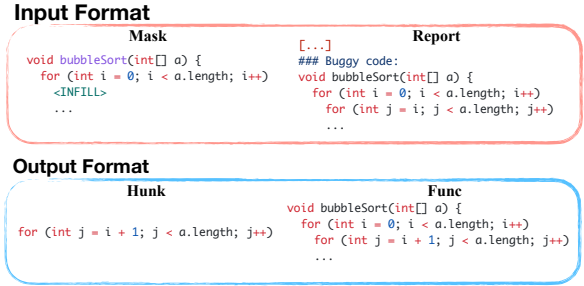 Input Format
Mask
void bubbleSort(int[] a) {
  for (int i = 0; i < a.length; i++)
    <INFILL>
    ...
Report
[...]
### Buggy code:
void bubbleSort(int[] a) {
  for (int i = 0; i < a.length; i++)
    for (int j = i; j < a.length; j++)
    ...
Output Format
Hunk
for (int j = i + 1; j < a.length; j++)
Func
void bubbleSort(int[] a) {
  for (int i = 0; i < a.length; i++)
    for (int j = i + 1; j < a.length; j++)
    ...